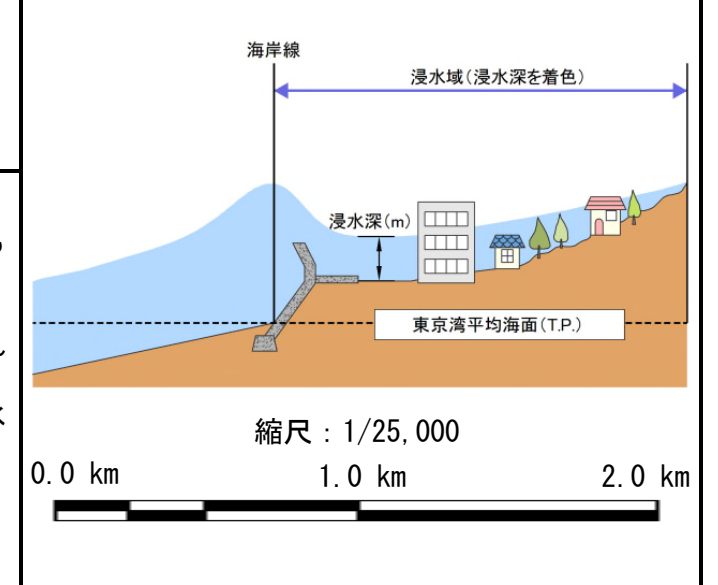 海岸線
浸水域(浸水深を着色)
浸水深(m)
東京湾平均海面(T.P.)
縮尺:1/25,000
0.0 km 1.0 km 2.0 km